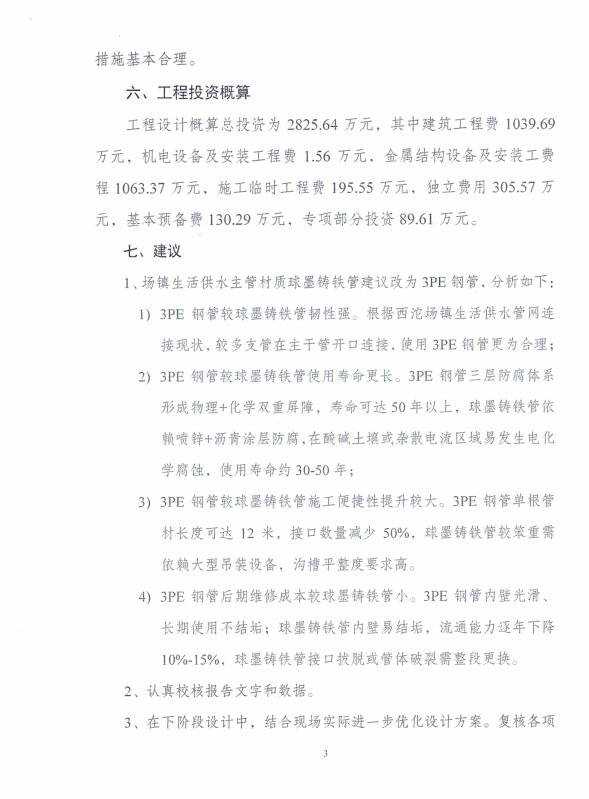 措施基本合理。
六、工程投资概算
工程设计概算总投资为 2825.64 万元，其中建筑工程费 1039.69
万元，机电设备及安装工程费 1.56 万元，金属结构设备及安装工费
程 1063.37 万元，施工临时工程费 195.55 万元，独立费用 305.57 万
元，基本预备费 130.29 万元，专项部分投资 89.61 万元。
七、建议
1、场镇生活供水主管材质球墨铸铁管建议改为 3PE 钢管，分析如下：
1) 3PE 钢管较球墨铸铁管韧性强。根据西沱场镇生活供水管网连
接现状，较多支管在主干管开口连接，使用 3PE 钢管更为合理；
2) 3PE 钢管较球墨铸铁管使用寿命更长。3PE 钢管三层防腐体系
形成物理+化学双重屏障，寿命可达 50 年以上，球墨铸铁管依
赖喷锌+沥青涂层防腐，在酸碱土壤或杂散电流区域易发生电化
学腐蚀，使用寿命约 30-50 年；
3) 3PE 钢管较球墨铸铁管施工便捷性提升较大。3PE 钢管单根管
材长度可达 12 米，接口数量减少 50%，球墨铸铁管较笨重需
依赖大型吊装设备，沟槽平整度要求高。
4) 3PE 钢管后期维修成本较球墨铸铁管小。3PE 钢管内壁光滑、
长期使用不结垢；球墨铸铁管内壁易结垢，流通能力逐年下降
10%-15%，球墨铸铁管接口拔脱或管体破裂需整段更换。
2、认真校核报告文字和数据。
3、在下阶段设计中，结合现场实际进一步优化设计方案。复核各项
3